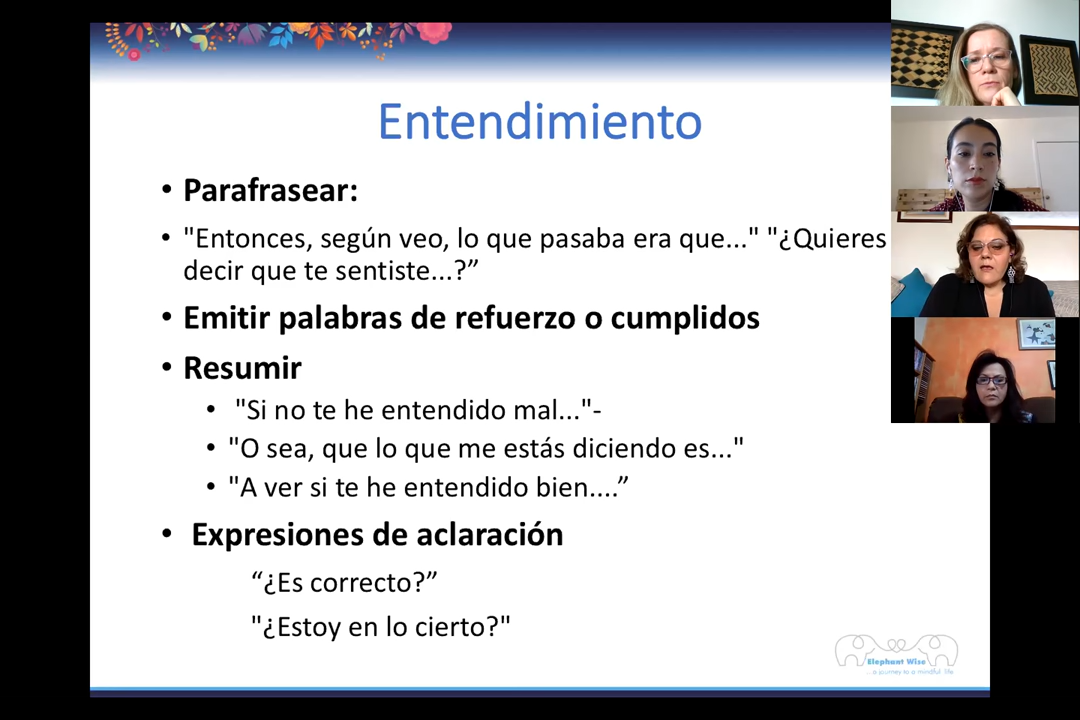 Entendimiento
• Parafrasear:
• "Entonces, según veo, lo que pasaba era que..." "¿Quieres
decir que te sentiste...?”
• Emitir palabras de refuerzo o cumplidos
• Resumir
• "Si no te he entendido mal..."-
• "O sea, que lo que me estás diciendo es..."
• "A ver si te he entendido bien....”
• Expresiones de aclaración
“¿Es correcto?”
"¿Estoy en lo cierto?"
Elephant Wise
...a journey to a mindful life